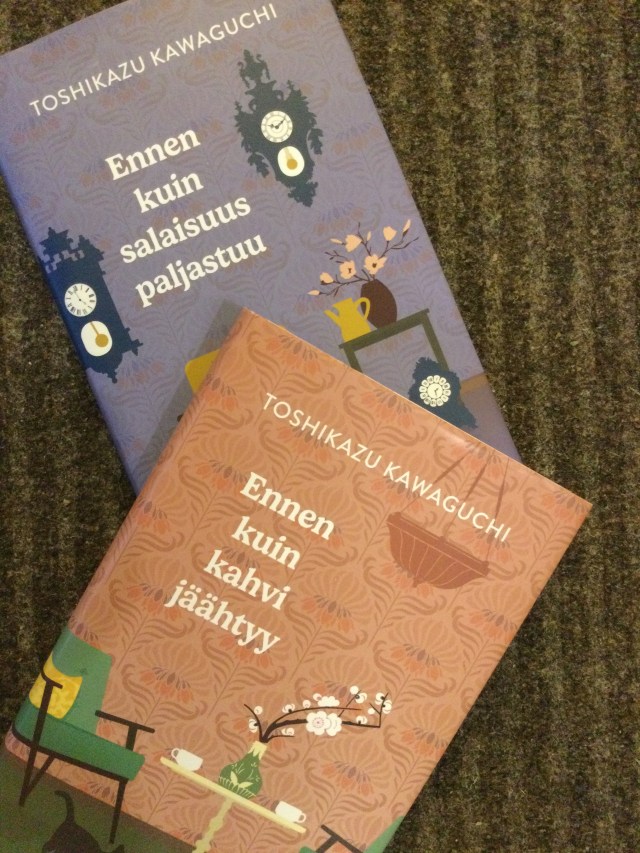 TOSHIKAZU KAWAGUCHI
Ennen
kuin
salaisuus
paljastuu
TOSHIKAZU KAWAGUCHI
Ennen
kuin
kahvi
jäähtyy